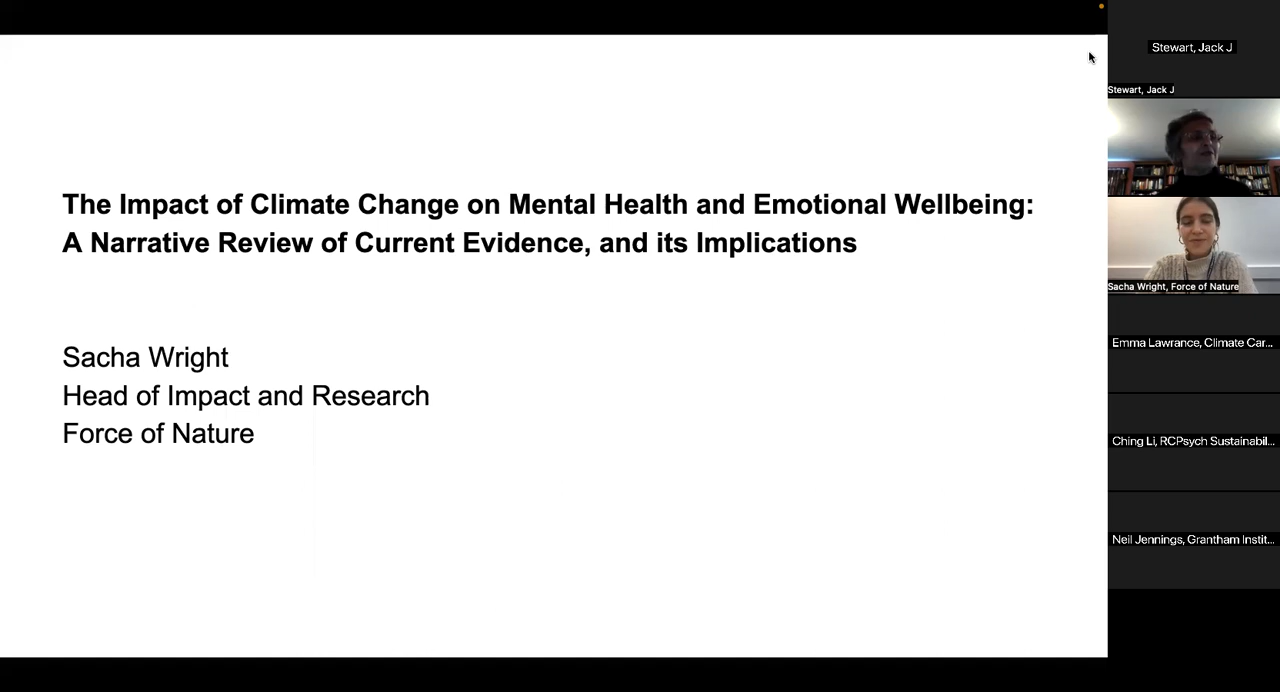 The Impact of Climate Change on Mental Health and Emotional Wellbeing:
A Narrative Review of Current Evidence, and its Implications
Sacha Wright
Head of Impact and Research
Force of Nature
Stewart, Jack J
Stewart, Jack J
Sacha Wright, Force of Nature
Emma Lawrance, Climate Car...
Ching Li, RCPsych Sustainabil...
Neil Jennings, Grantham Instit...